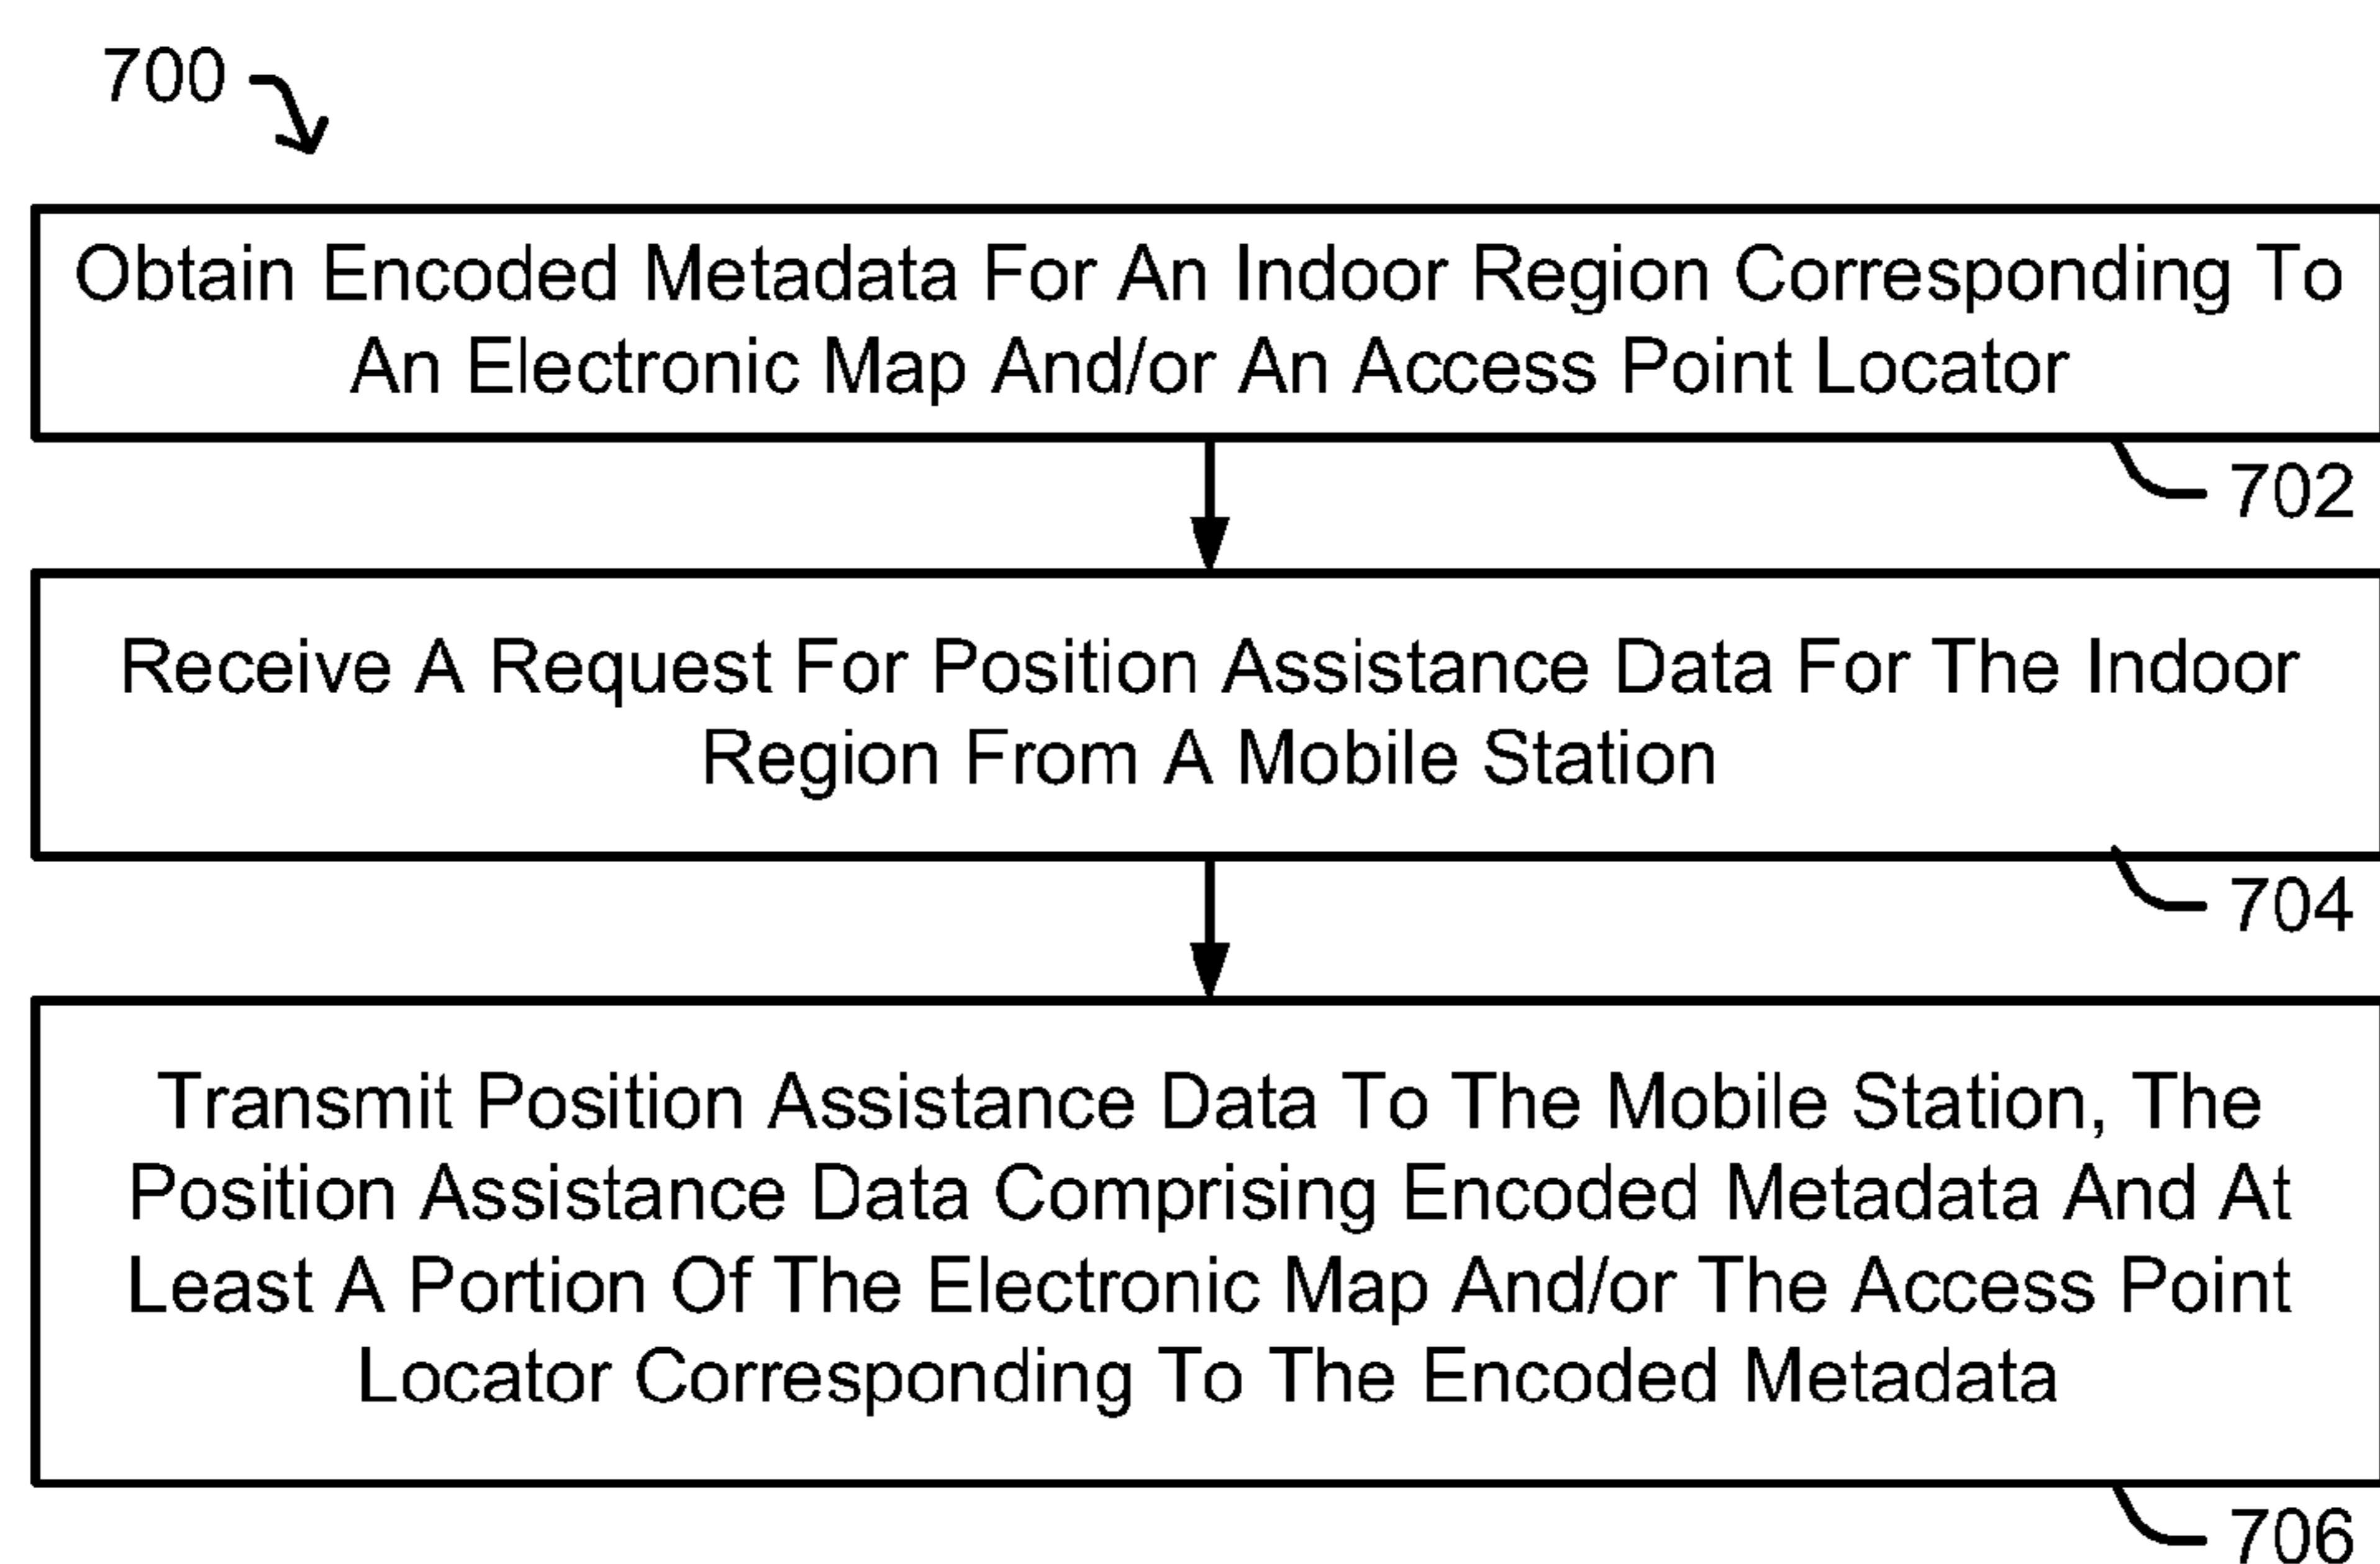 700
Obtain Encoded Metadata For An Indoor Region Corresponding To
An Electronic Map And/or An Access Point Locator
702
Receive A Request For Position Assistance Data For The Indoor
Region From A Mobile Station
704
Transmit Position Assistance Data To The Mobile Station, The
Position Assistance Data Comprising Encoded Metadata And At
Least A Portion Of The Electronic Map And/or The Access Point
Locator Corresponding To The Encoded Metadata
706